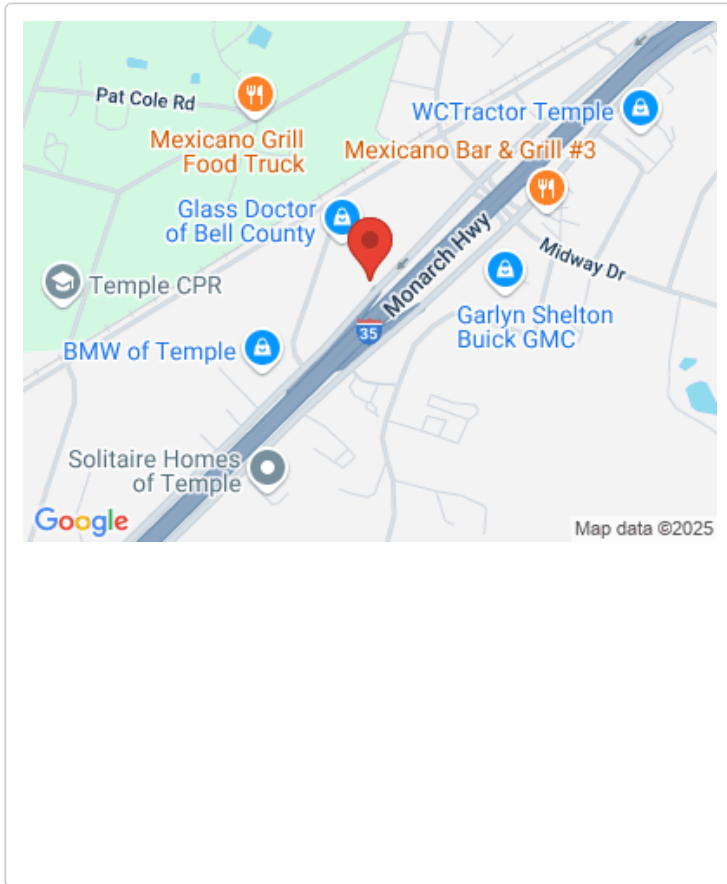 Pat Cole Rd
Mexicano Grill
Food Truck
WCTractor Temple
Mexicano Bar & Grill #3
Glass Doctor
of Bell County
Monarch Hwy
Midway Dr
Temple CPR
Garlyn Shelton
Buick GMC
35
BMW of Temple
Solitaire Homes
of Temple
Google
Map data ©2025